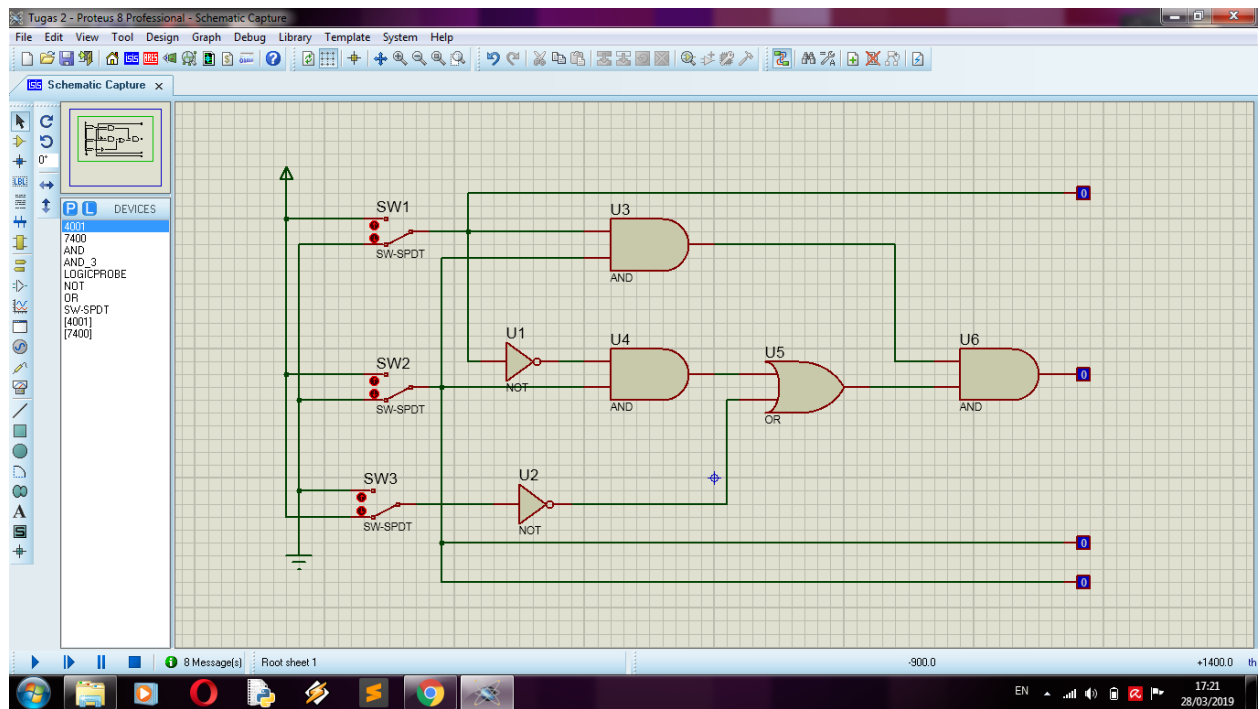 Tugas 2 - Proteus 8 Professional - Schematic Capture
File Edit View Tool Design Graph Debug Library Template System Help
Schematic Capture x
0°
LBL
P L DEVICES
4001
7400
AND
AND_3
LOGICPROBE
NOT
OR
SW-SPDT
[4001]
[7400]
A
S
SW1
SW-SPDT
U3
AND
0
U1
NOT
U4
AND
SW2
SW-SPDT
U5
OR
U6
AND
0
SW3
SW-SPDT
U2
NOT
0
0
8 Message(s) Root sheet 1 -900.0 +1400.0 th
EN 17:21
28/03/2019